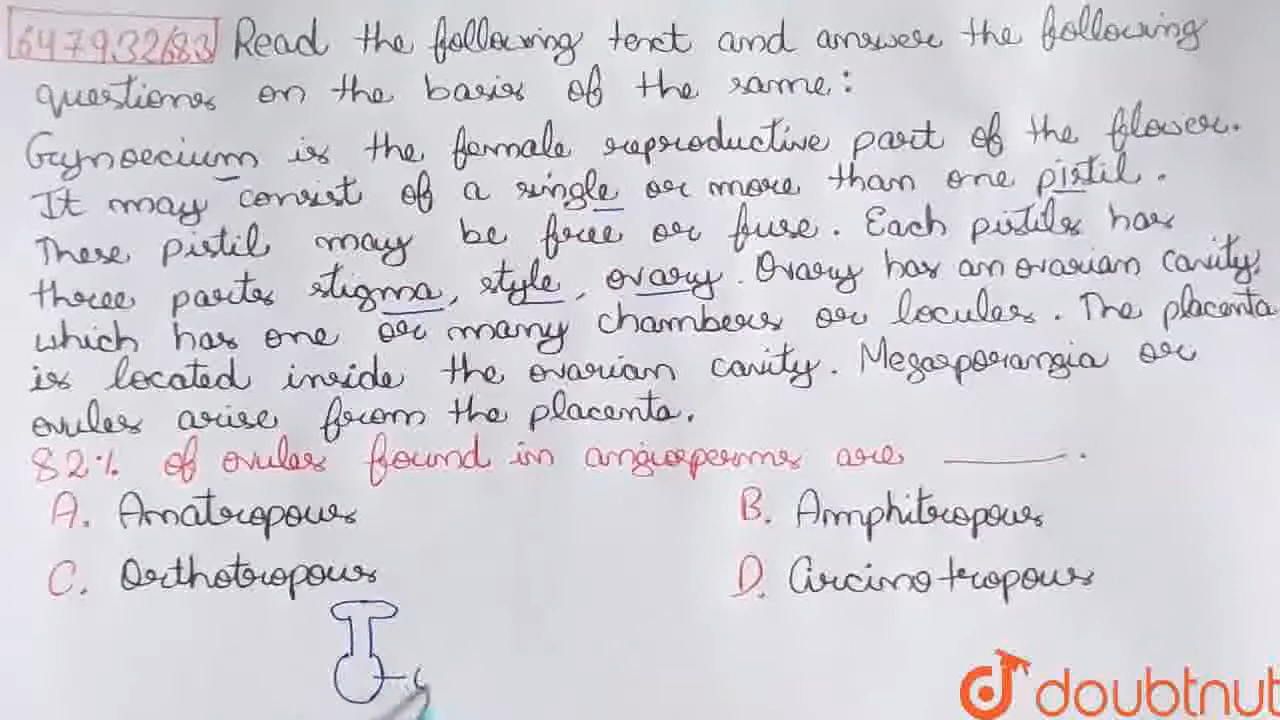 647932683 Read the following text and answer the following
questions on the basis of the same:
Gynoecium is the female reproductive part of the flower.
It may consist of a single or more than one pistil.
These pistil may be free or fuse. Each pistils has
three parts stigma, style, ovary. Ovary has an ovarian cavity,
which has one or many chambers or locules. The placenta
is located inside the ovarian cavity. Megasporangia or
ovules arise from the placenta.
82% of ovules found in angiosperms are ______.
A. Anatropous
B. Amphitropous
C. Orthotropous
D. Circinotropous
doubtnut